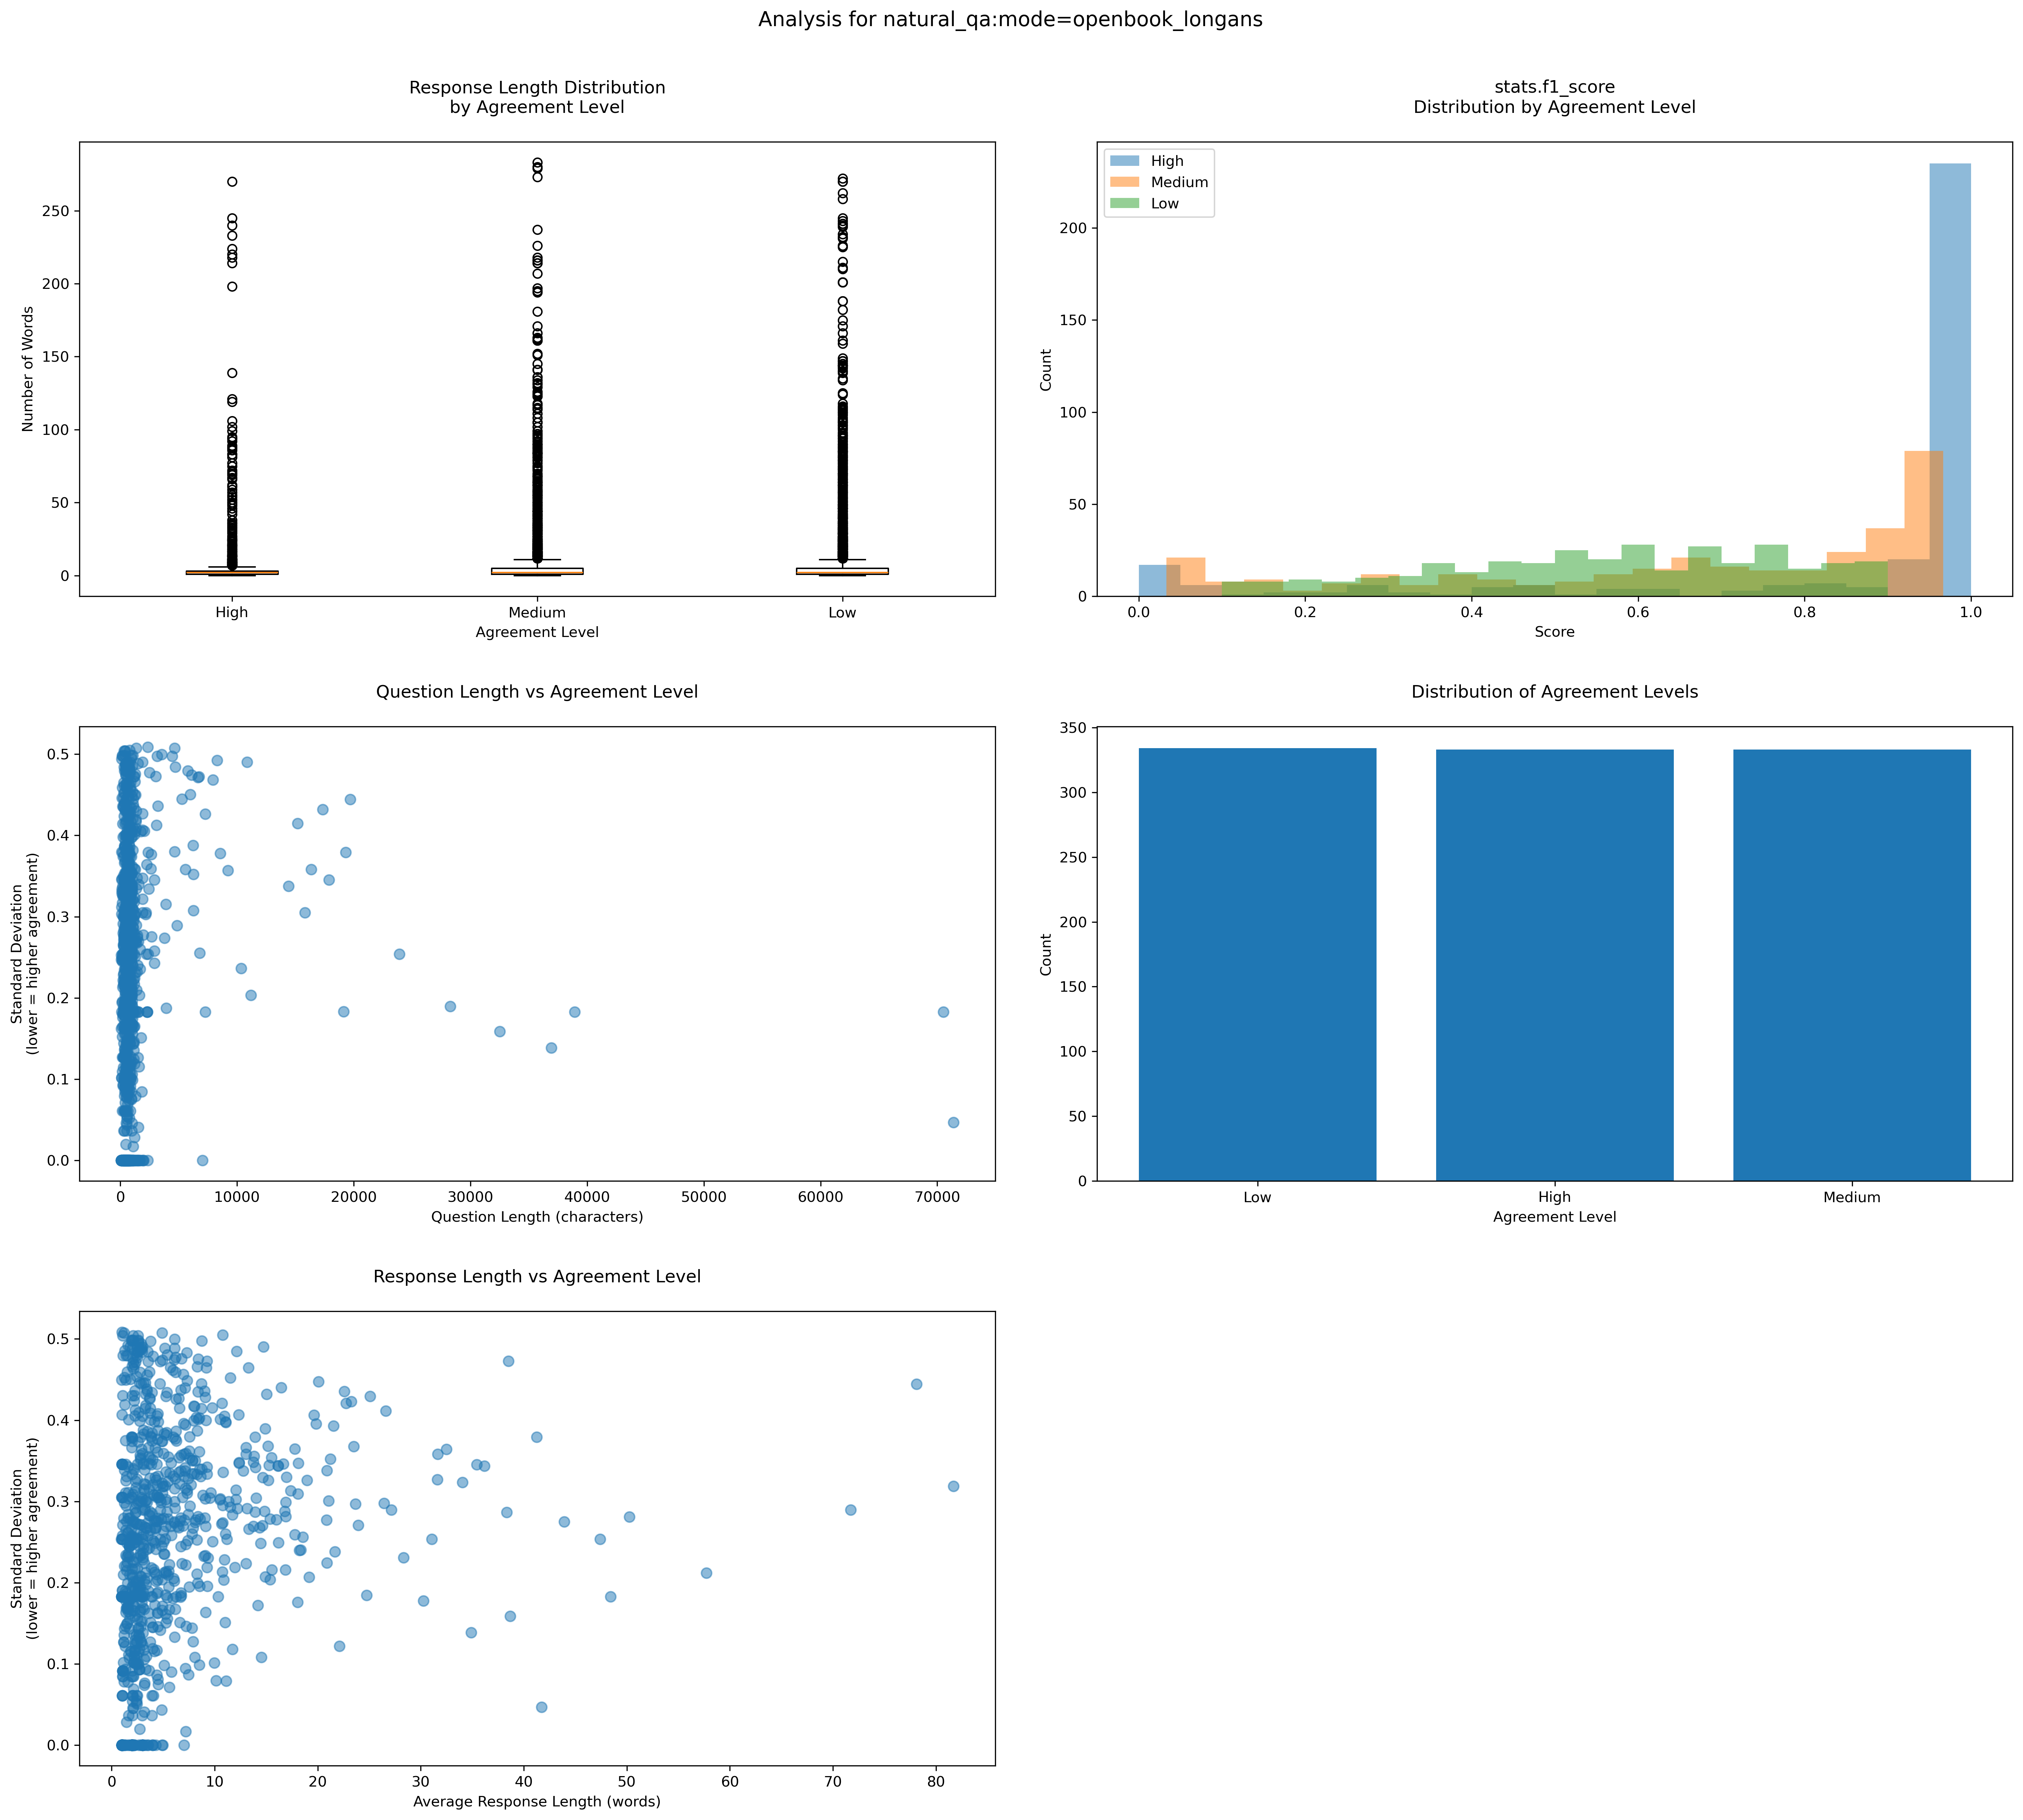 Analysis for natural_qa:mode=openbook_longans
Response Length Distribution
by Agreement Level
250
200
150
100
50
0
Number of Words
High
Medium
Low
Agreement Level
stats.f1_score
Distribution by Agreement Level
High
Medium
Low
200
150
100
50
0
Count
0.0
0.2
0.4
0.6
0.8
1.0
Score
Question Length vs Agreement Level
0.5
0.4
0.3
0.2
0.1
0.0
Standard Deviation
(lower = higher agreement)
0
10000
20000
30000
40000
50000
60000
70000
Question Length (characters)
Distribution of Agreement Levels
350
300
250
200
150
100
50
0
Count
Low
High
Medium
Agreement Level
Response Length vs Agreement Level
0.5
0.4
0.3
0.2
0.1
0.0
Standard Deviation
(lower = higher agreement)
0
10
20
30
40
50
60
70
80
Average Response Length (words)